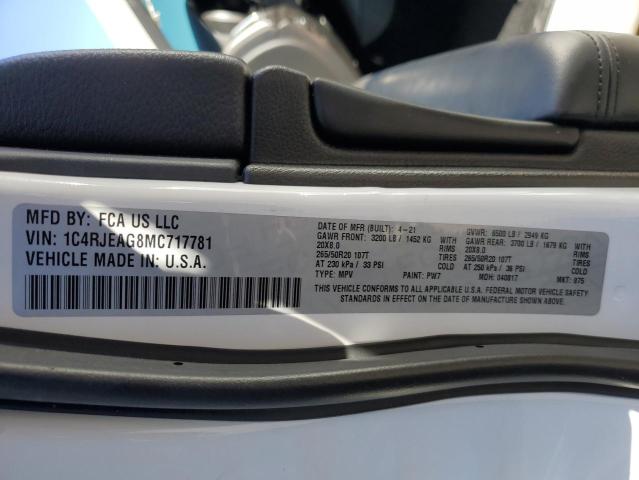 MFD BY: FCA US LLC
VIN: 1C4RJEAG8MC717781
VEHICLE MADE IN: U.S.A.
DATE OF MFR (BUILT): 4-21 GVWR: 6500 LB / 2949 KG
GAWR FRONT: 3200 LB / 1452 KG WITH GAWR REAR: 3700 LB / 1679 KG WITH
20X8.0 RIMS 20X8.0 RIMS
265/50R20 107T TIRES 265/50R20 107T TIRES
AT 230 kPa / 33 PSI COLD AT 250 kPa / 36 PSI COLD
TYPE: MPV PAINT: PW7 MDH: 040817 MKT: 875
THIS VEHICLE CONFORMS TO ALL APPLICABLE U.S.A. FEDERAL MOTOR VEHICLE SAFETY
STANDARDS IN EFFECT ON THE DATE OF MANUFACTURE SHOWN ABOVE.